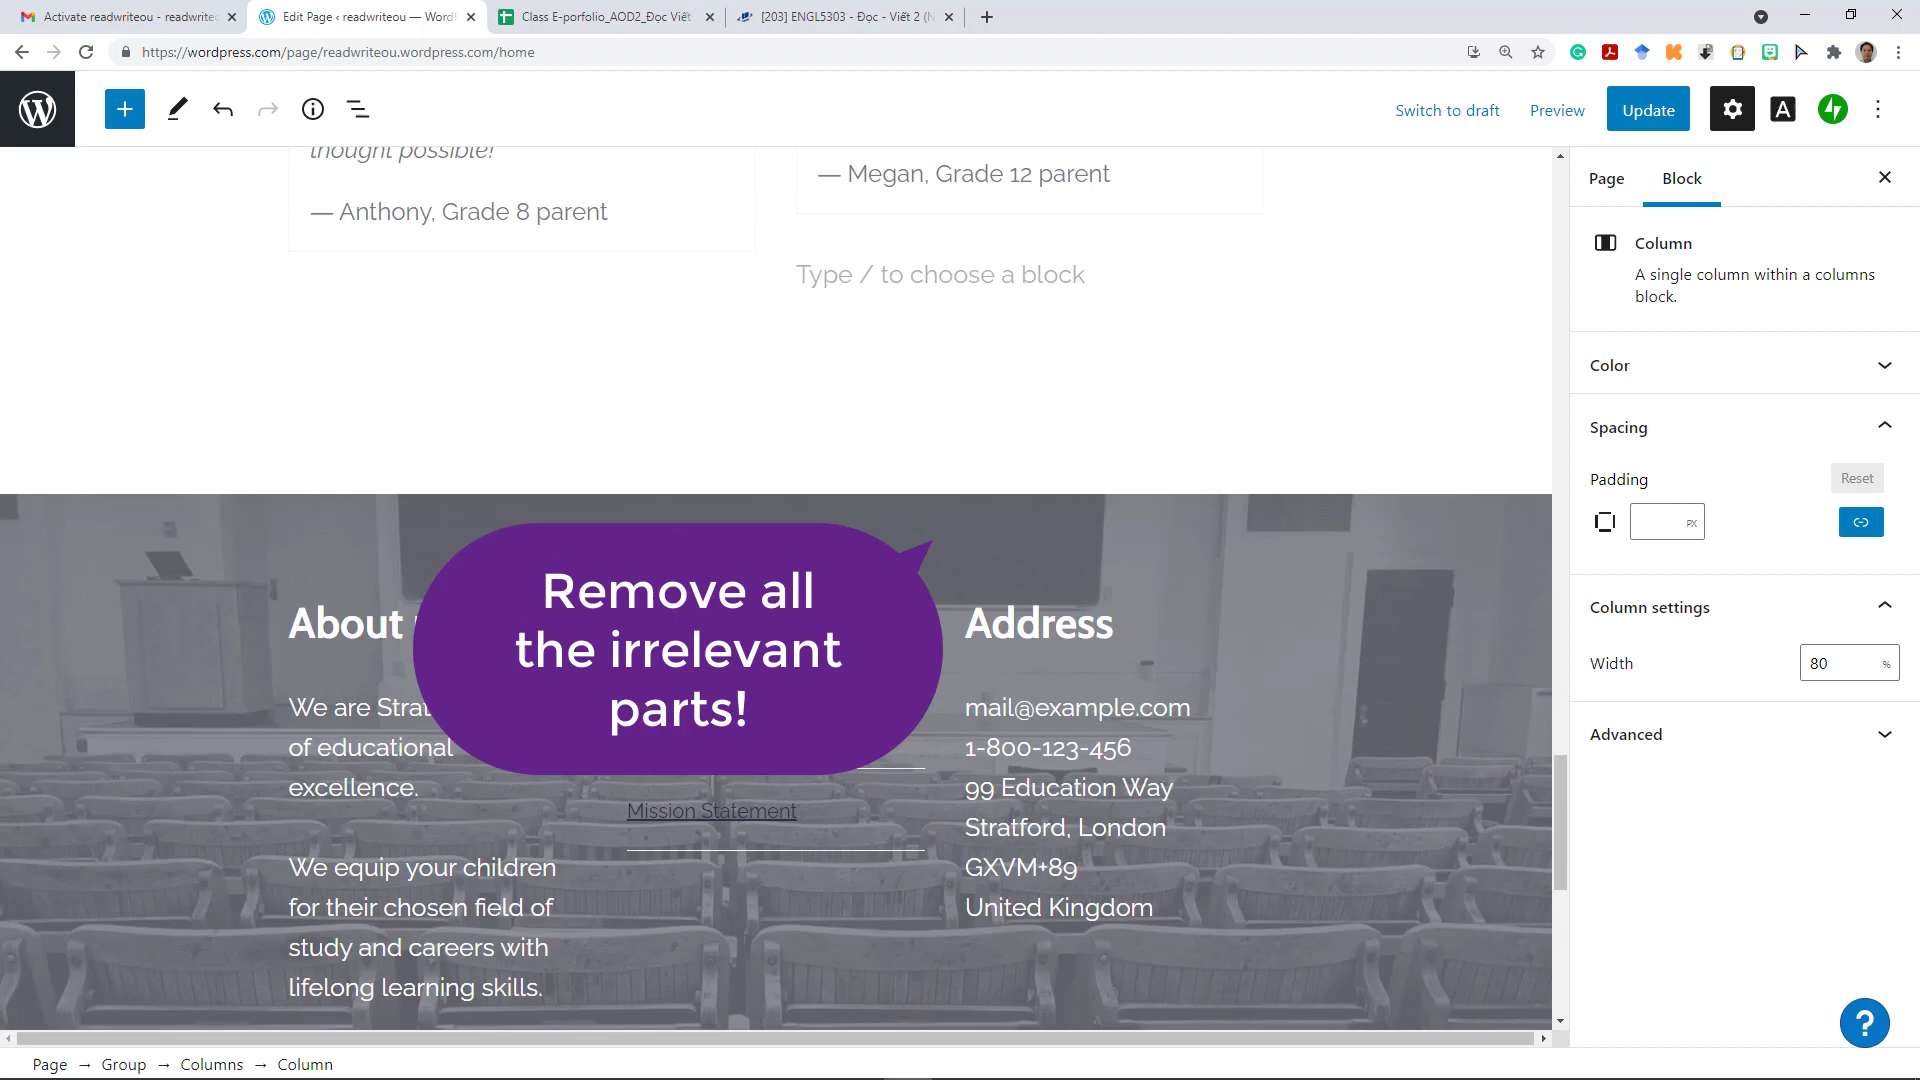 Activate readwriteou - readwriteo
Edit Page ‹ readwriteou — WordP
Class E-porfolio_AOD2_Đọc Viết
[203] ENGL5303 - Đọc - Viết 2 (N
https://wordpress.com/page/readwriteou.wordpress.com/home
Switch to draft
Preview
Update
thought possible!
— Anthony, Grade 8 parent
— Megan, Grade 12 parent
Type / to choose a block
Page
Block
Column
A single column within a columns
block.
Color
Spacing
Padding
Reset
PX
Column settings
Width
80
%
Advanced
Remove all
the irrelevant
parts!
About
We are Strat
of educational
excellence.
We equip your children
for their chosen field of
study and careers with
lifelong learning skills.
Mission Statement
Address
mail@example.com
1-800-123-456
99 Education Way
Stratford, London
GXVM+89
United Kingdom
Page → Group → Columns → Column